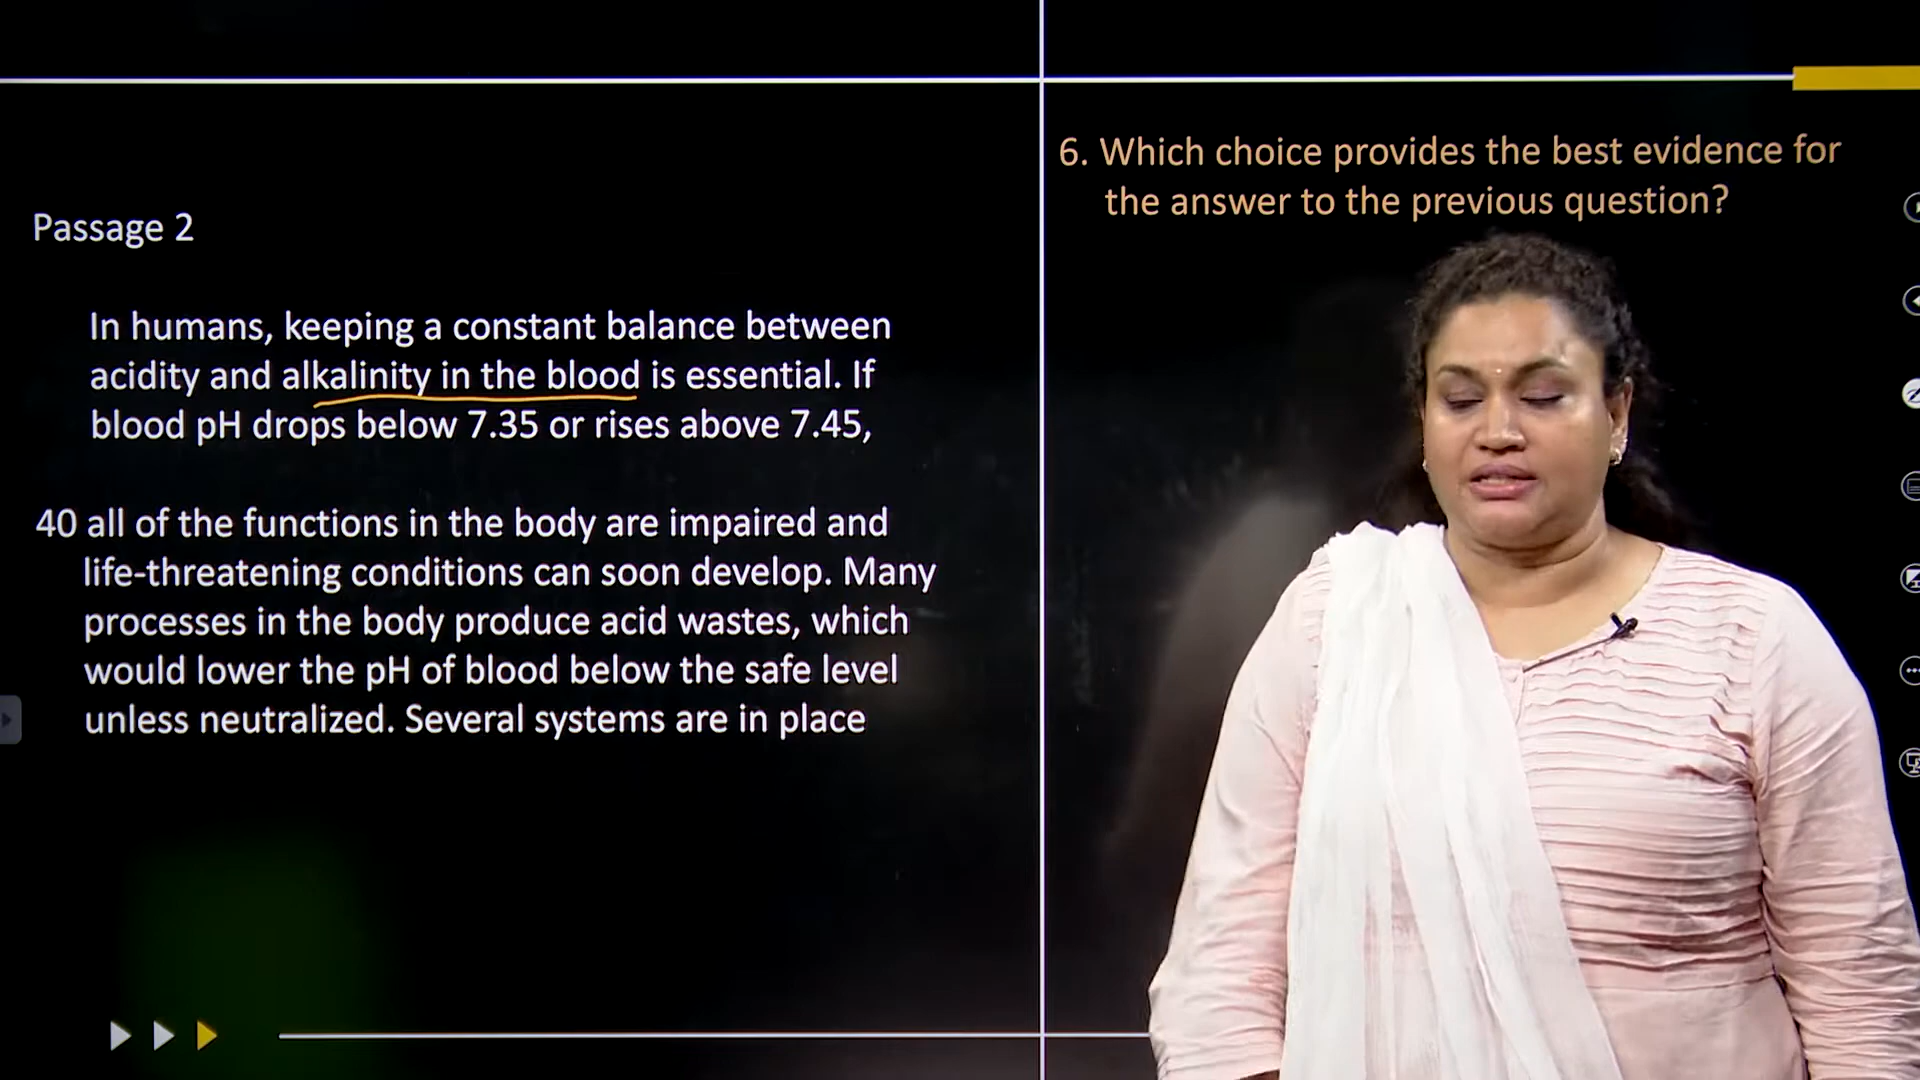 Passage 2
In humans, keeping a constant balance between
acidity and alkalinity in the blood is essential. If
blood pH drops below 7.35 or rises above 7.45,
40 all of the functions in the body are impaired and
life-threatening conditions can soon develop. Many
processes in the body produce acid wastes, which
would lower the pH of blood below the safe level
unless neutralized. Several systems are in place
6. Which choice provides the best evidence for
the answer to the previous question?